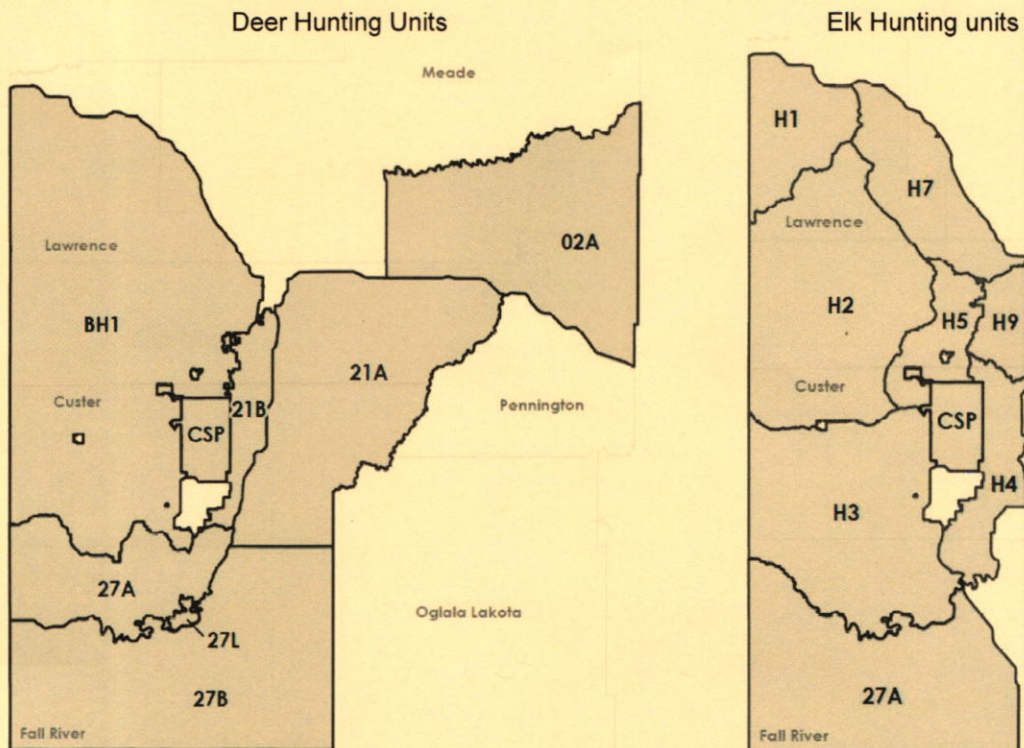 Deer Hunting Units
Meade
Lawrence
02A
BH1
21A
Custer
21B
Pennington
CSP
27A
Oglala Lakota
27L
27B
Fall River
Elk Hunting units
H1
H7
Lawrence
H2
H5
H9
Custer
CSP
H4
H3
27A
Fall River